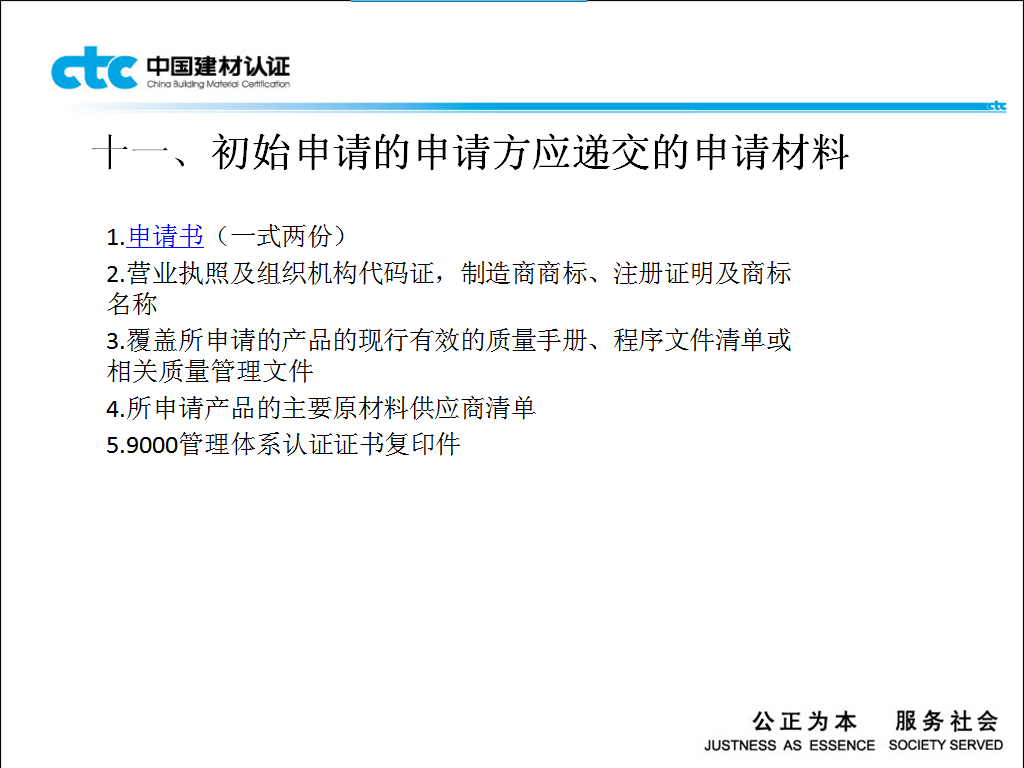 ctc 中国建材认证
China Building Material Certification
ctc
十一、初始申请的申请方应递交的申请材料
1.申请书（一式两份）
2.营业执照及组织机构代码证，制造商商标、注册证明及商标
名称
3.覆盖所申请的产品的现行有效的质量手册、程序文件清单或
相关质量管理文件
4.所申请产品的主要原材料供应商清单
5.9000管理体系认证证书复印件
公正为本 服务社会
JUSTNESS AS ESSENCE SOCIETY SERVED